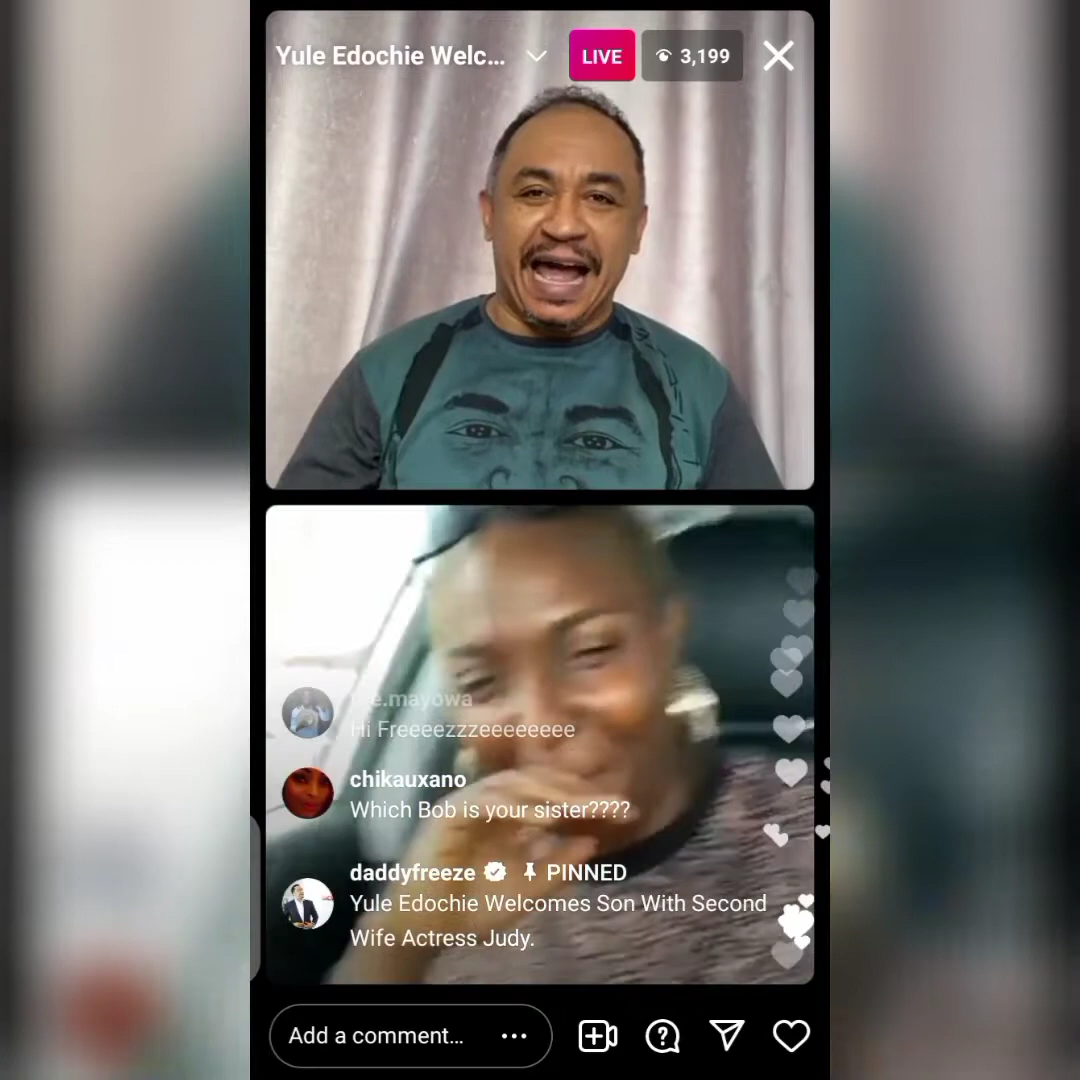 Yule Edochie Welc...
LIVE
3,199
Hi Freeeezzzeeeeeeee
chikauxano
Which Bob is your sister????
daddyfreeze PINNED
Yule Edochie Welcomes Son With Second
Wife Actress Judy.
Add a comment...